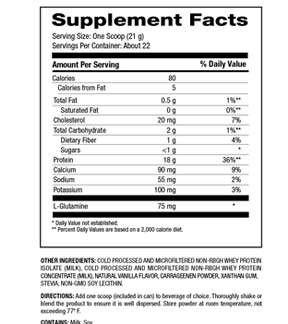 Supplement Facts
Serving Size: One Scoop (21 g)
Servings Per Container: About 22
Amount Per Serving % Daily Value
Calories 80
Calories from Fat 5
Total Fat 0.5 g 1%**
Saturated Fat 0 g 0%**
Cholesterol 20 mg 7%
Total Carbohydrate 2 g 1%**
Dietary Fiber 1 g 4%
Sugars <1 g *
Protein 18 g 36%**
Calcium 90 mg 9%
Sodium 55 mg 2%
Potassium 100 mg 3%
L-Glutamine 75 mg *
* Daily Value not established.
** Percent Daily Values are based on a 2,000 calorie diet.
OTHER INGREDIENTS: COLD PROCESSED AND MICROFILTERED NON-RBGH WHEY PROTEIN
ISOLATE (MILK), COLD PROCESSED AND MICROFILTERED NON-RBGH WHEY PROTEIN
CONCENTRATE (MILK), NATURAL VANILLA FLAVOR, CARRAGEENAN POWDER, XANTHAN GUM,
STEVIA, NON-GMO SOY LECITHIN.
DIRECTIONS: Add one scoop (included in can) to beverage of choice. Thoroughly shake or
blend the product to ensure it is well dispersed. Store powder at room temperature, not
exceeding 77° F.
CONTAINS: Milk, Soy